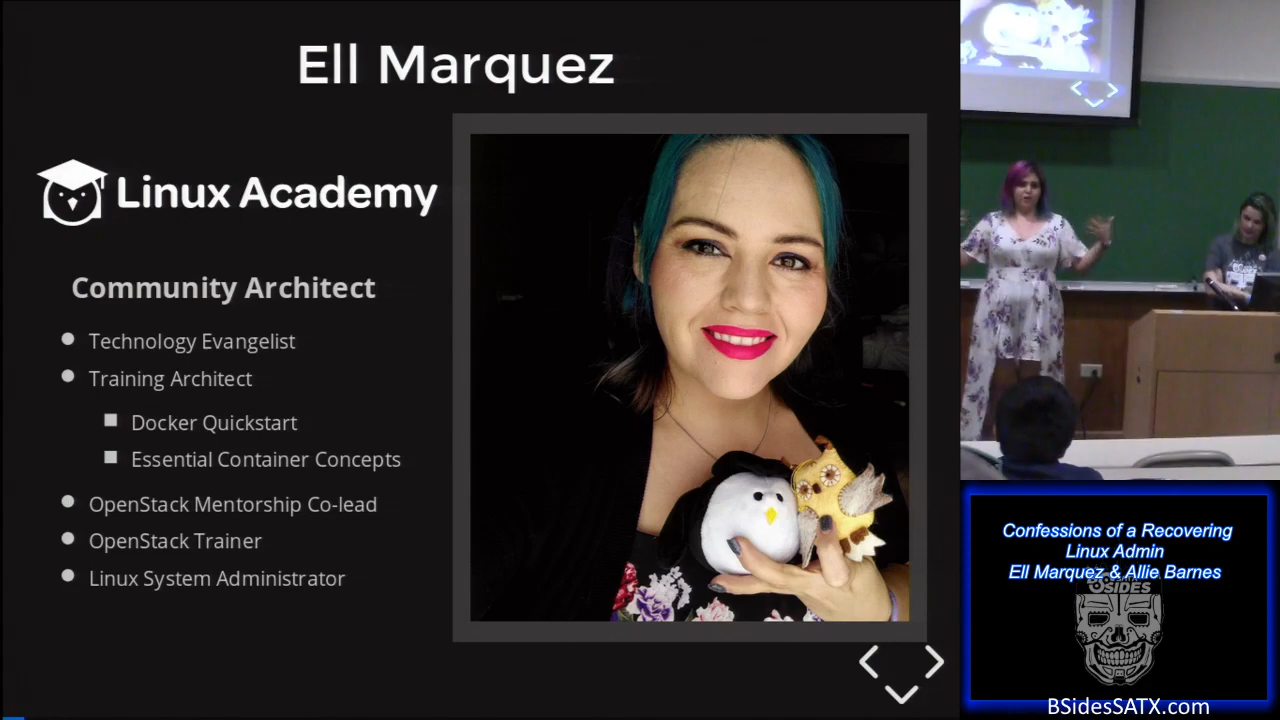 Ell Marquez
Linux Academy
Community Architect
Technology Evangelist
Training Architect
Docker Quickstart
Essential Container Concepts
OpenStack Mentorship Co-lead
OpenStack Trainer
Linux System Administrator
Confessions of a Recovering
Linux Admin
Ell Marquez & Allie Barnes
BSIDES
BSidesSATX.com